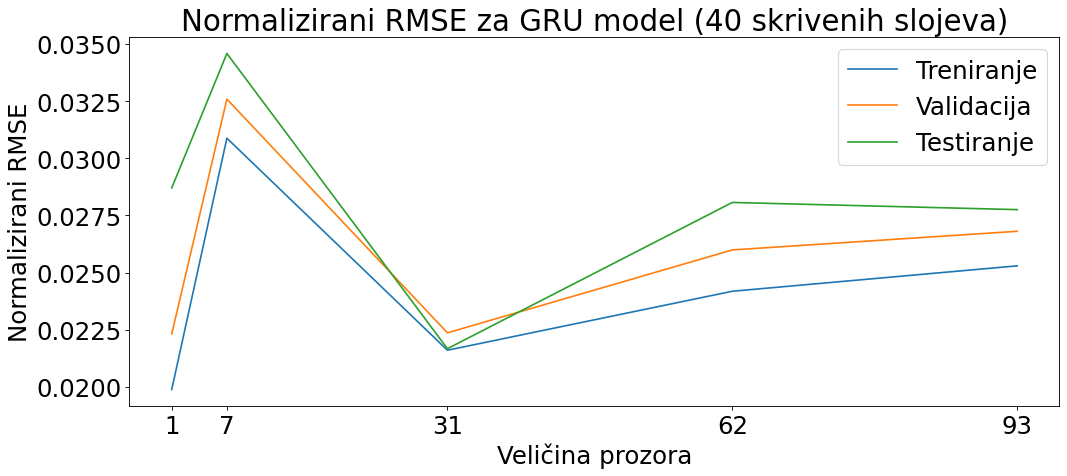 Normalizirani RMSE za GRU model (40 skrivenih slojeva)
Normalizirani RMSE
0.0350
0.0325
0.0300
0.0275
0.0250
0.0225
0.0200
Treniranje
Validacija
Testiranje
1 7 31 62 93
Veličina prozora